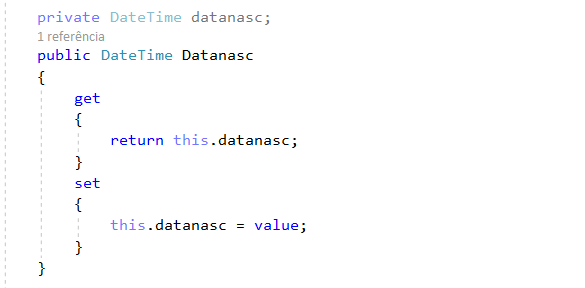 private DateTime datanasc;
1 referência
public DateTime Datanasc
{
get
{
return this.datanasc;
}
set
{
this.datanasc = value;
}
}